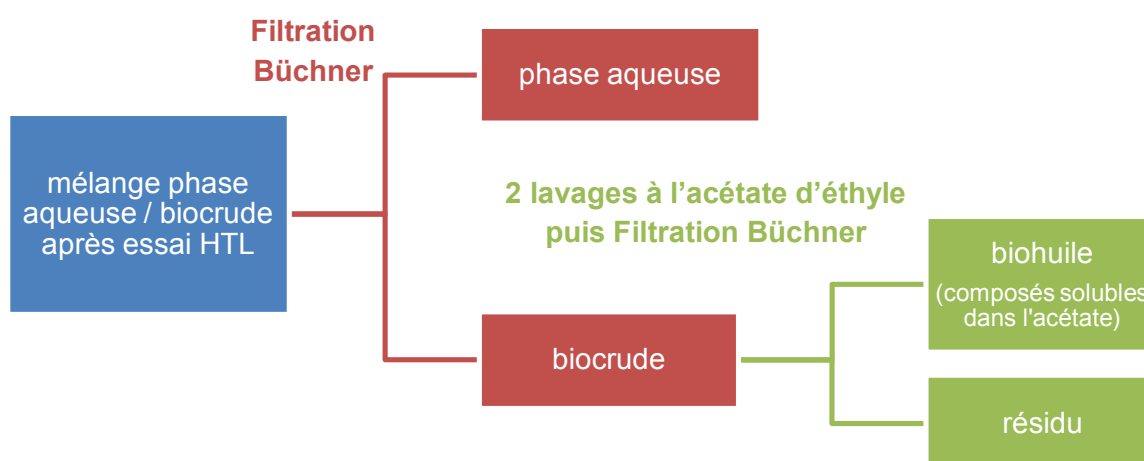 Filtration
Büchner
phase aqueuse
mélange phase
aqueuse / biocrude
après essai HTL
2 lavages à l’acétate d’éthyle
puis Filtration Büchner
biohuile
(composés solubles
dans l'acétate)
biocrude
résidu